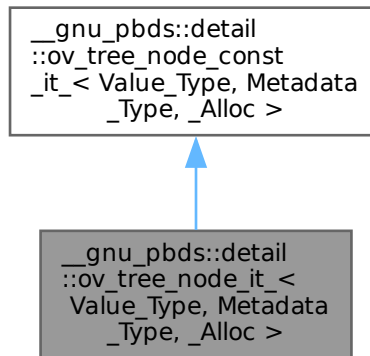 __gnu_pbds::detail
::ov_tree_node_const
_it_< Value_Type, Metadata
_Type, _Alloc >
__gnu_pbds::detail
::ov_tree_node_it_<
Value_Type, Metadata
_Type, _Alloc >